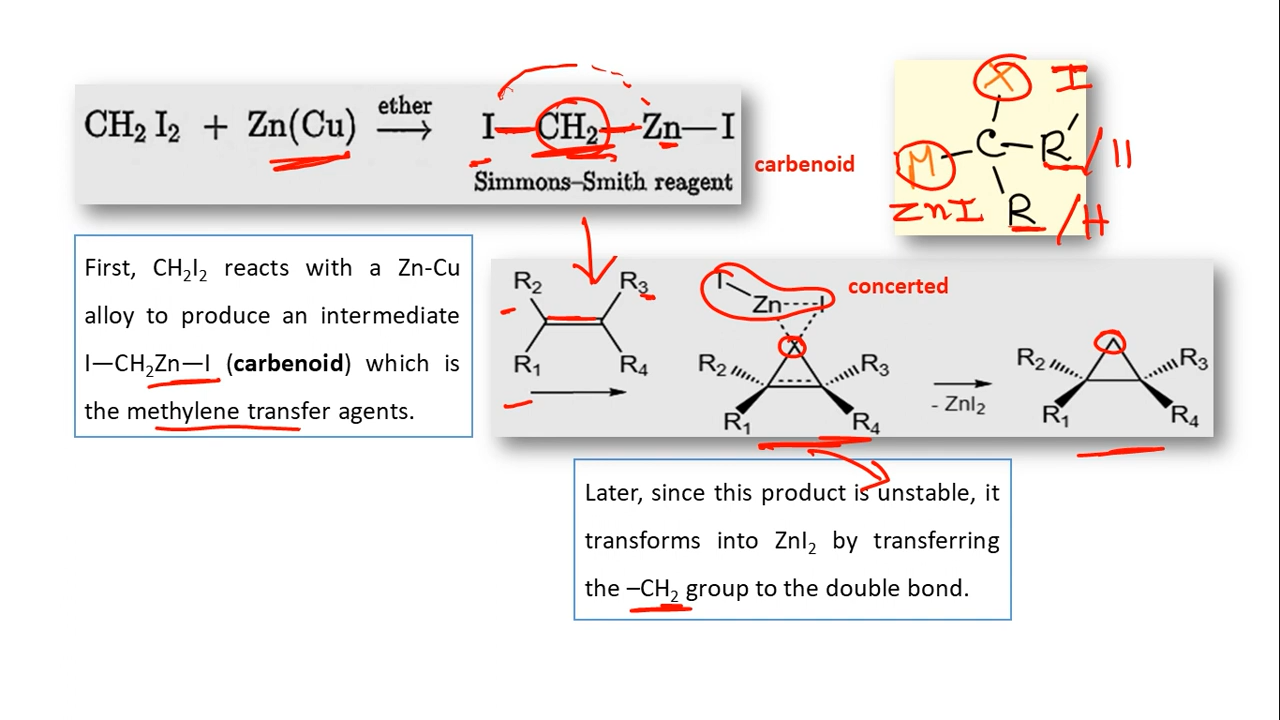 CH₂ I₂ + Zn(Cu) ether → I—CH₂—Zn—I
Simmons–Smith reagent
carbenoid
X I
M C R′ / H
ZnI R / H
First, CH₂I₂ reacts with a Zn-Cu
alloy to produce an intermediate
I—CH₂Zn—I (carbenoid) which is
the methylene transfer agents.
R₂ R₃
R₁ R₄
I Zn I
concerted
R₂ R₃
R₁ R₄
- ZnI₂
R₂ R₃
R₁ R₄
Later, since this product is unstable, it
transforms into ZnI₂ by transferring
the –CH₂ group to the double bond.